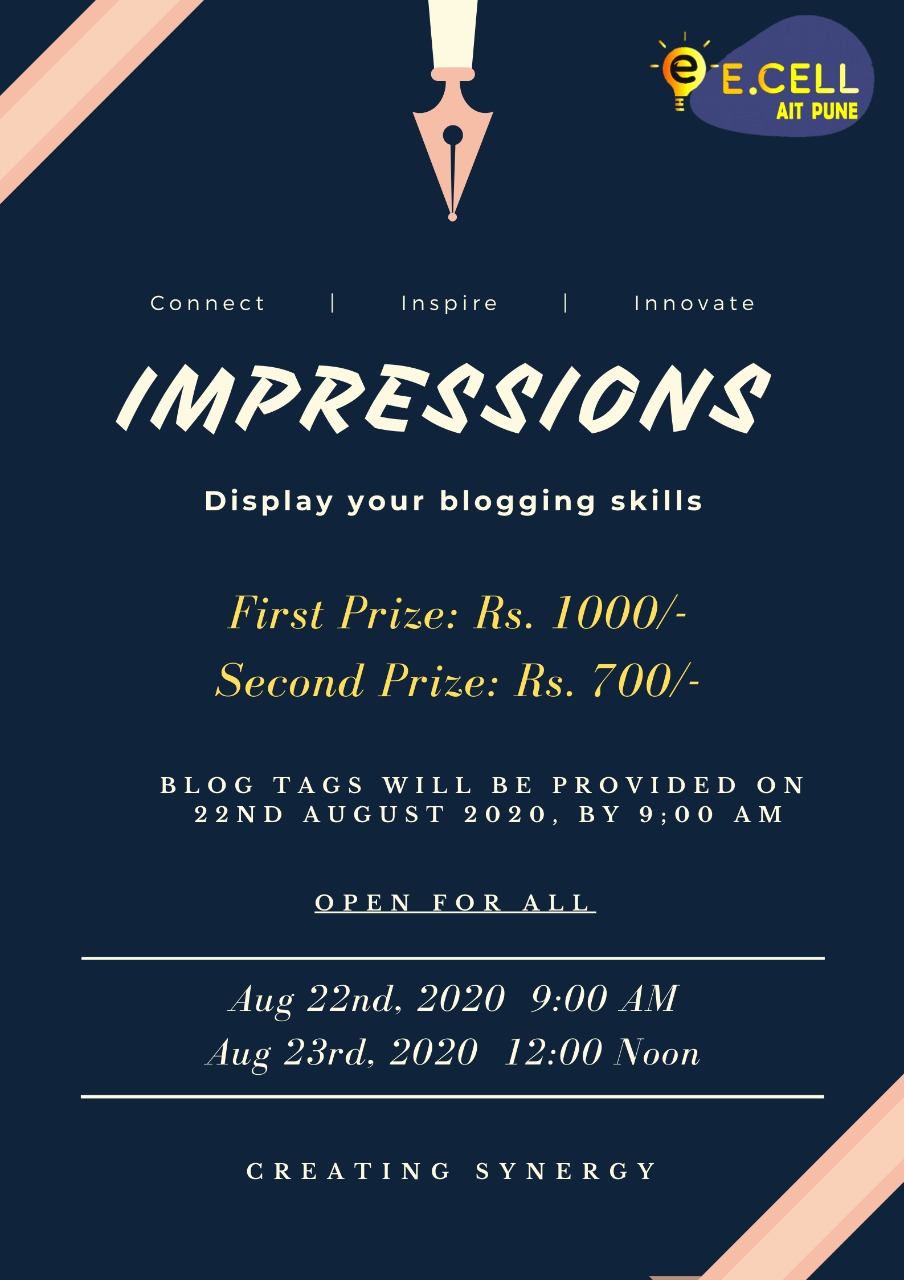 e E.CELL
AIT PUNE
Connect | Inspire | Innovate
IMPRESSIONS
Display your blogging skills
First Prize: Rs. 1000/-
Second Prize: Rs. 700/-
BLOG TAGS WILL BE PROVIDED ON
22ND AUGUST 2020, BY 9;00 AM
OPEN FOR ALL
Aug 22nd, 2020 9:00 AM
Aug 23rd, 2020 12:00 Noon
CREATING SYNERGY